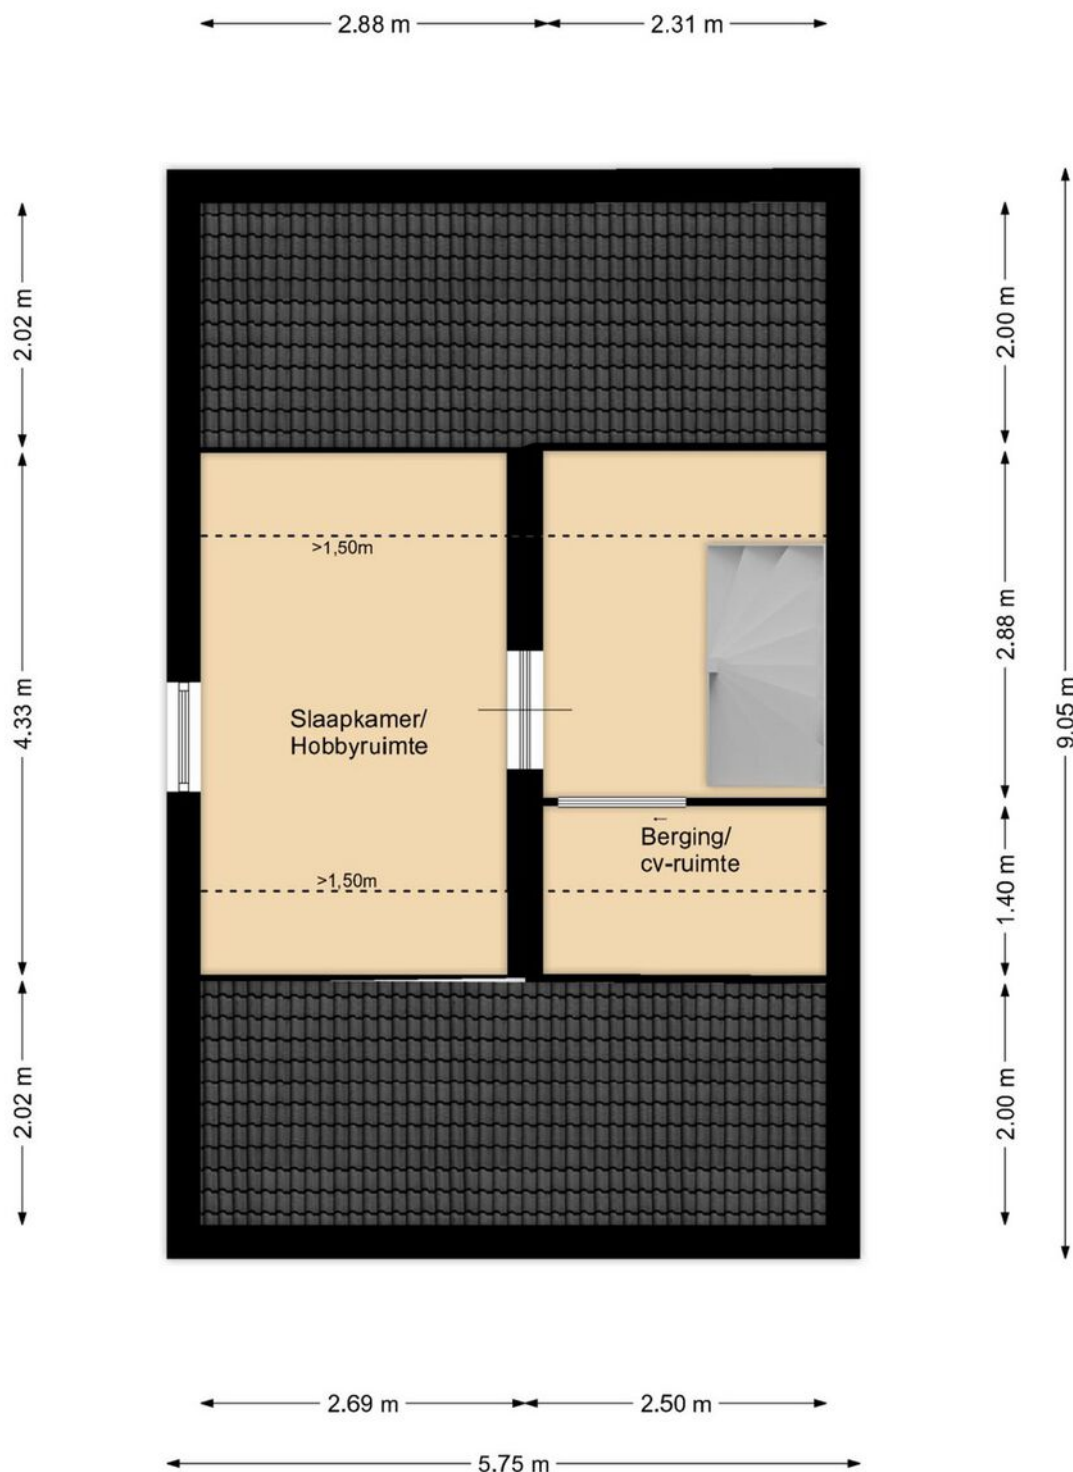 2.88 m
2.31 m
2.02 m
2.00 m
>1,50m
4.33 m
Slaapkamer/
Hobbyruimte
2.88 m
9.05 m
Berging/
cv-ruimte
>1,50m
1.40 m
2.02 m
2.00 m
2.69 m
2.50 m
5.75 m